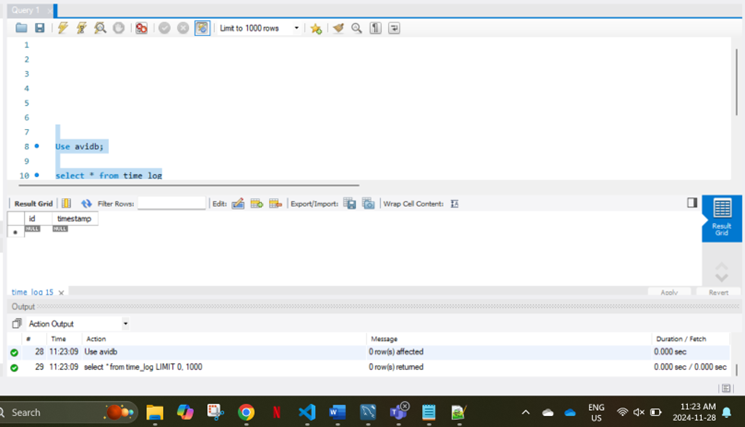 Query 1
Limit to 1000 rows
1
2
3
4
5
6
7
8 Use avidb;
9
10 select * from time_log
Result Grid Filter Rows: Edit: Export/Import: Wrap Cell Content:
id timestamp
NULL NULL
Result
Grid
time_log 15 x
Apply Revert
Output
Action Output
# Time Action Message Duration / Fetch
28 11:23:09 Use avidb 0 row(s) affected 0.000 sec
29 11:23:09 select * from time_log LIMIT 0, 1000 0 row(s) returned 0.000 sec / 0.000 sec
Search ENG 11:23 AM
US 2024-11-28